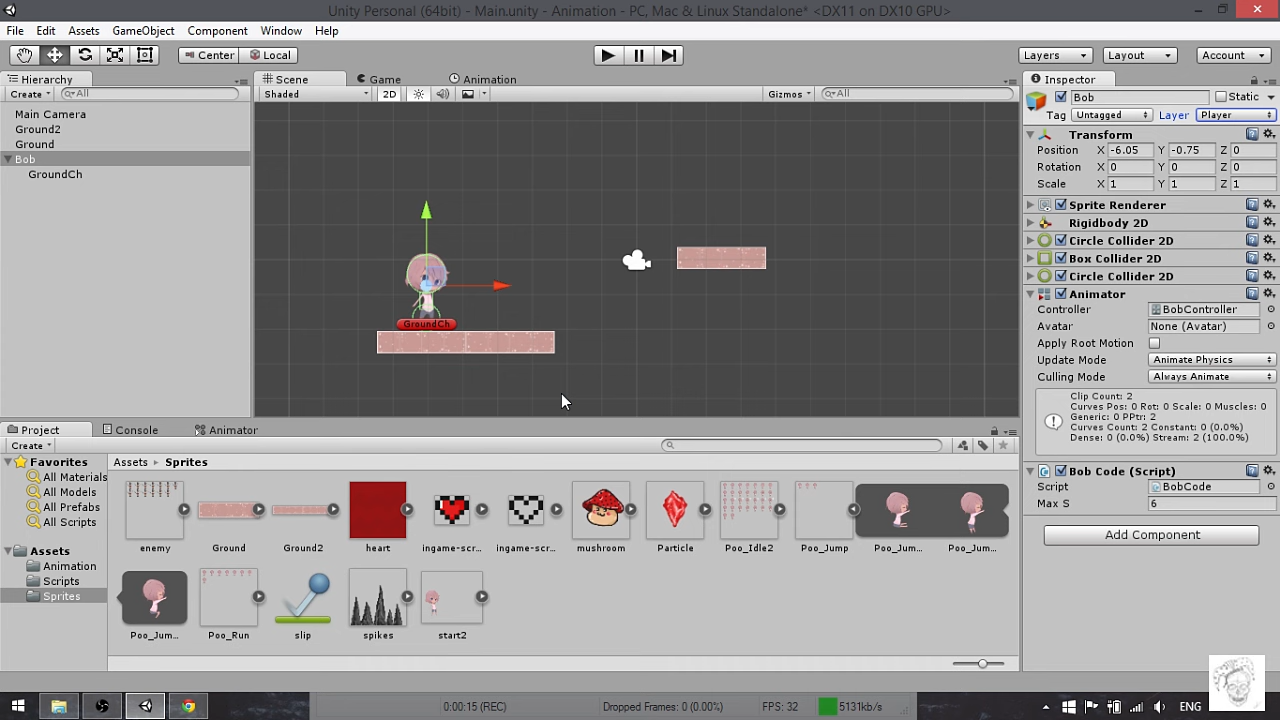 Unity Personal (64bit) - Main.unity - Animation - PC, Mac & Linux Standalone* <DX11 on DX10 GPU>
File Edit Assets GameObject Component Window Help
Center Local Layers Layout Account
Hierarchy Scene Game Animation Inspector
Create All Shaded 2D Gizmos All
Bob Static
Main Camera
Ground2
Ground
Bob
GroundCh
Tag Untagged Layer Player
Transform
Position X -6.05 Y -0.75 Z 0
Rotation X 0 Y 0 Z 0
Scale X 1 Y 1 Z 1
Sprite Renderer
Rigidbody 2D
Circle Collider 2D
Box Collider 2D
Circle Collider 2D
Animator
Controller BobController
Avatar None (Avatar)
Apply Root Motion
Update Mode Animate Physics
Culling Mode Always Animate
Clip Count: 2
Curves Pos: 0 Rot: 0 Scale: 0 Muscles: 0
Generic: 0 PPtr: 2
Curves Count: 2 Constant: 0 (0.0%)
Dense: 0 (0.0%) Stream: 2 (100.0%)
Bob Code (Script)
Script BobCode
Max S 6
Add Component
GroundCh
Project Console Animator
Create
Favorites
All Materials
All Models
All Prefabs
All Scripts
Assets
Animation
Scripts
Sprites
Assets Sprites
enemy Ground Ground2 heart ingame-scr... ingame-scr... mushroom Particle Poo_Idle2 Poo_Jump Poo_Jum... Poo_Jum...
Poo_Jum... Poo_Run slip spikes start2
0:00:15 (REC) Dropped Frames: 0 (0.00%) FPS: 32 5131kb/s
ENG